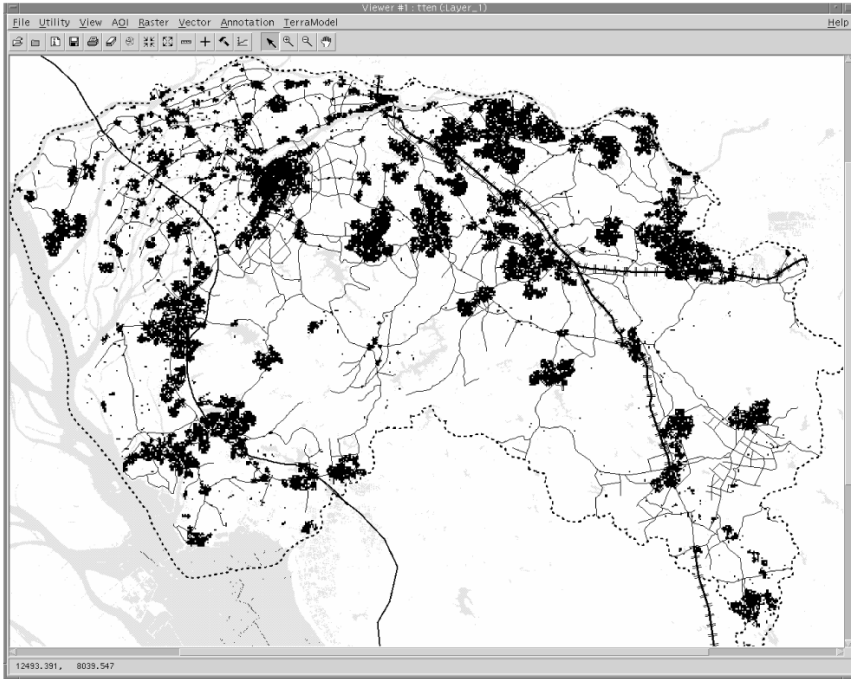 Viewer #1 : tten (:Layer_1)
File Utility View AOI Raster Vector Annotation TerraModel Help
12493.391, 8039.547